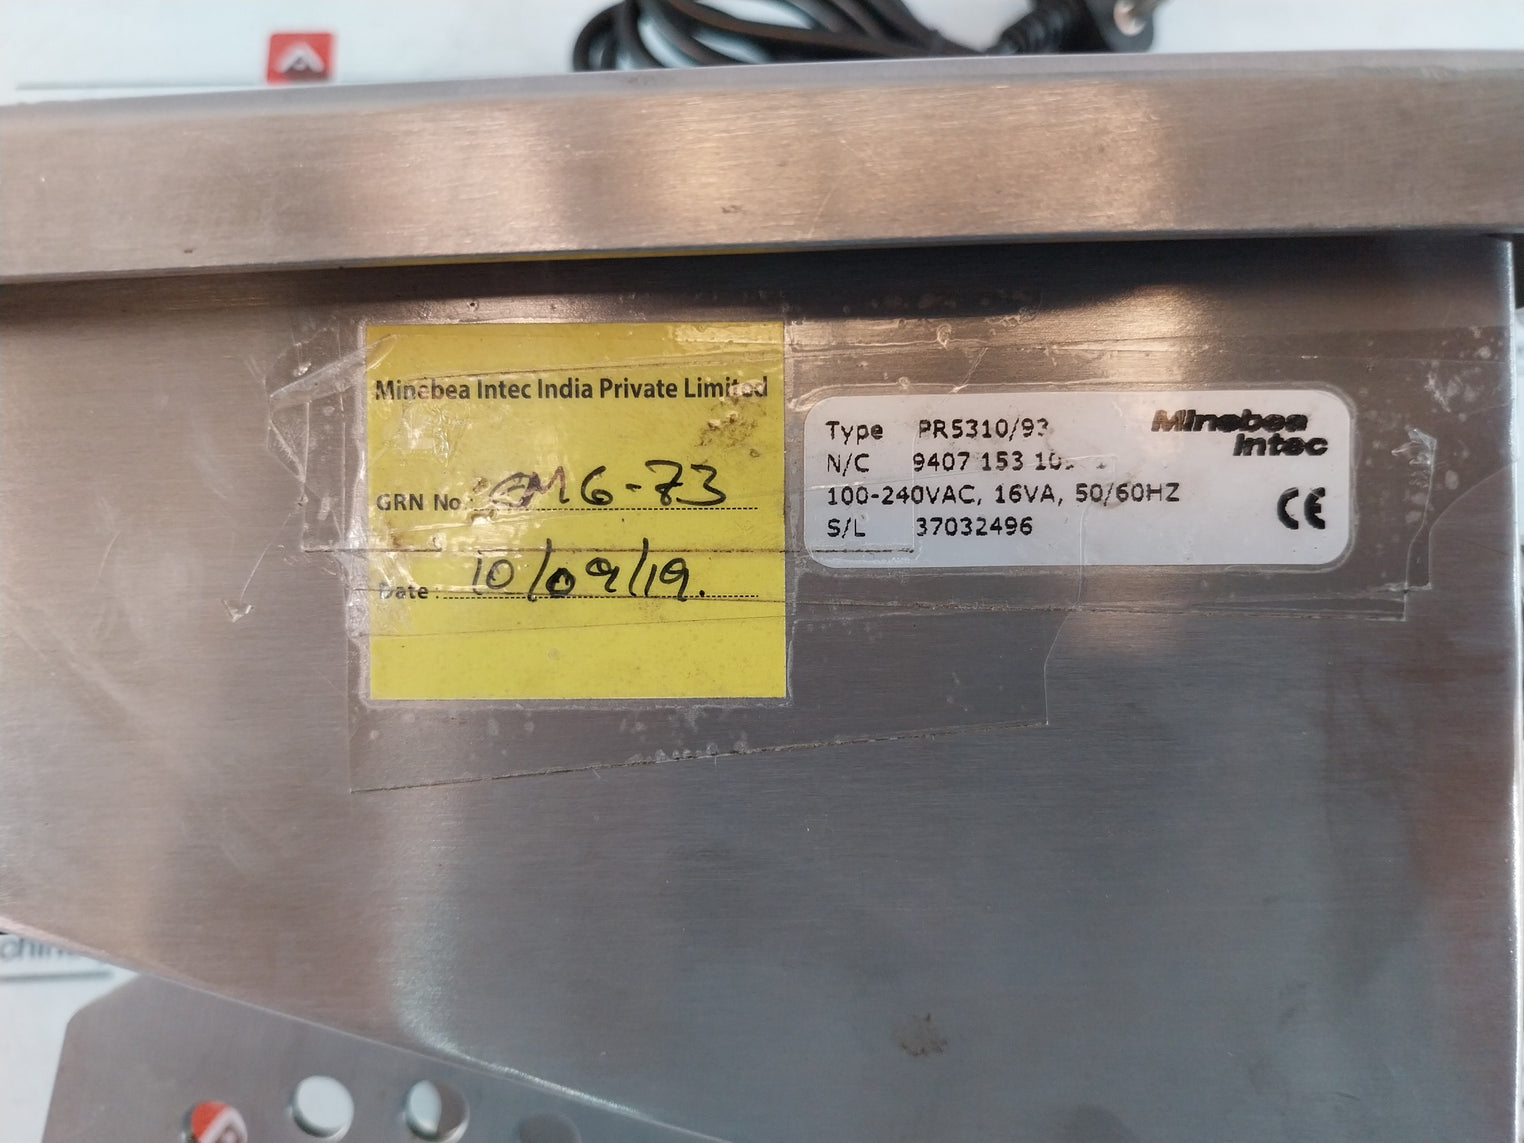 Minebea Intec India Private Limited
GRN No.
10/09/19.
Date :
Type PR5310/93
Minebea
intec
N/C 9407 153
100-240VAC, 16VA, 50/60HZ
S/L 37032496
CE